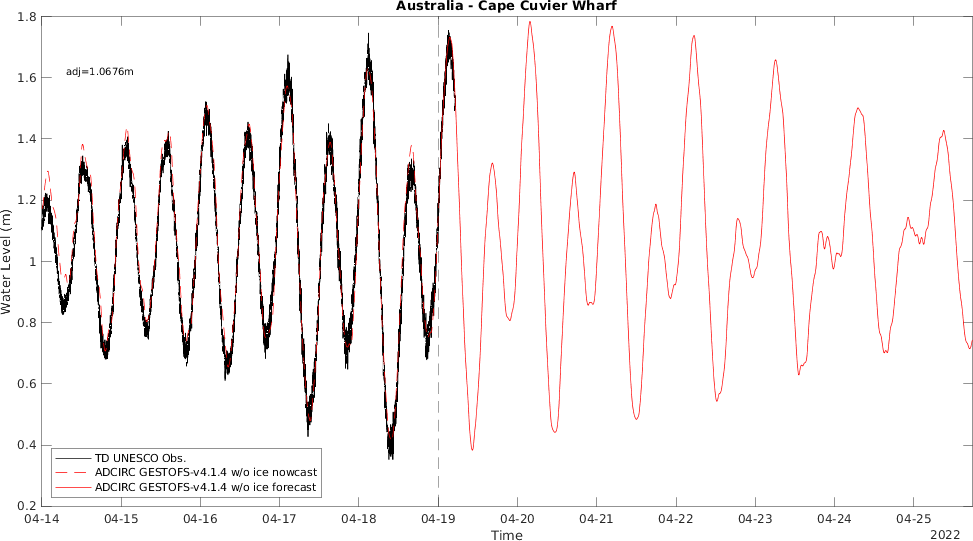 Australia - Cape Cuvier Wharf
adj=1.0676m
1.8
1.6
1.4
1.2
1
0.8
0.6
0.4
0.2
Water Level (m)
TD UNESCO Obs.
ADCIRC GESTOFS-v4.1.4 w/o ice nowcast
ADCIRC GESTOFS-v4.1.4 w/o ice forecast
04-14 04-15 04-16 04-17 04-18 04-19 04-20 04-21 04-22 04-23 04-24 04-25
Time
2022